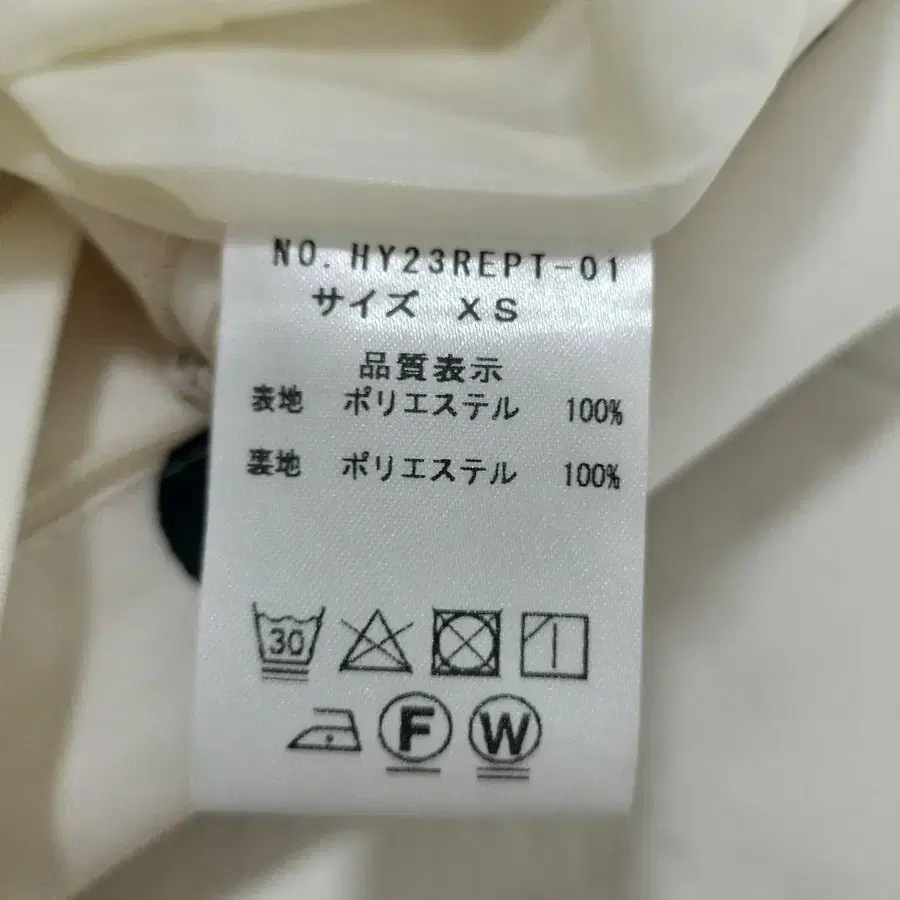 NO. HY23REPT-01
サイズ XS
品質表示
表地 ポリエステル 100%
裏地 ポリエステル 100%
30
F W